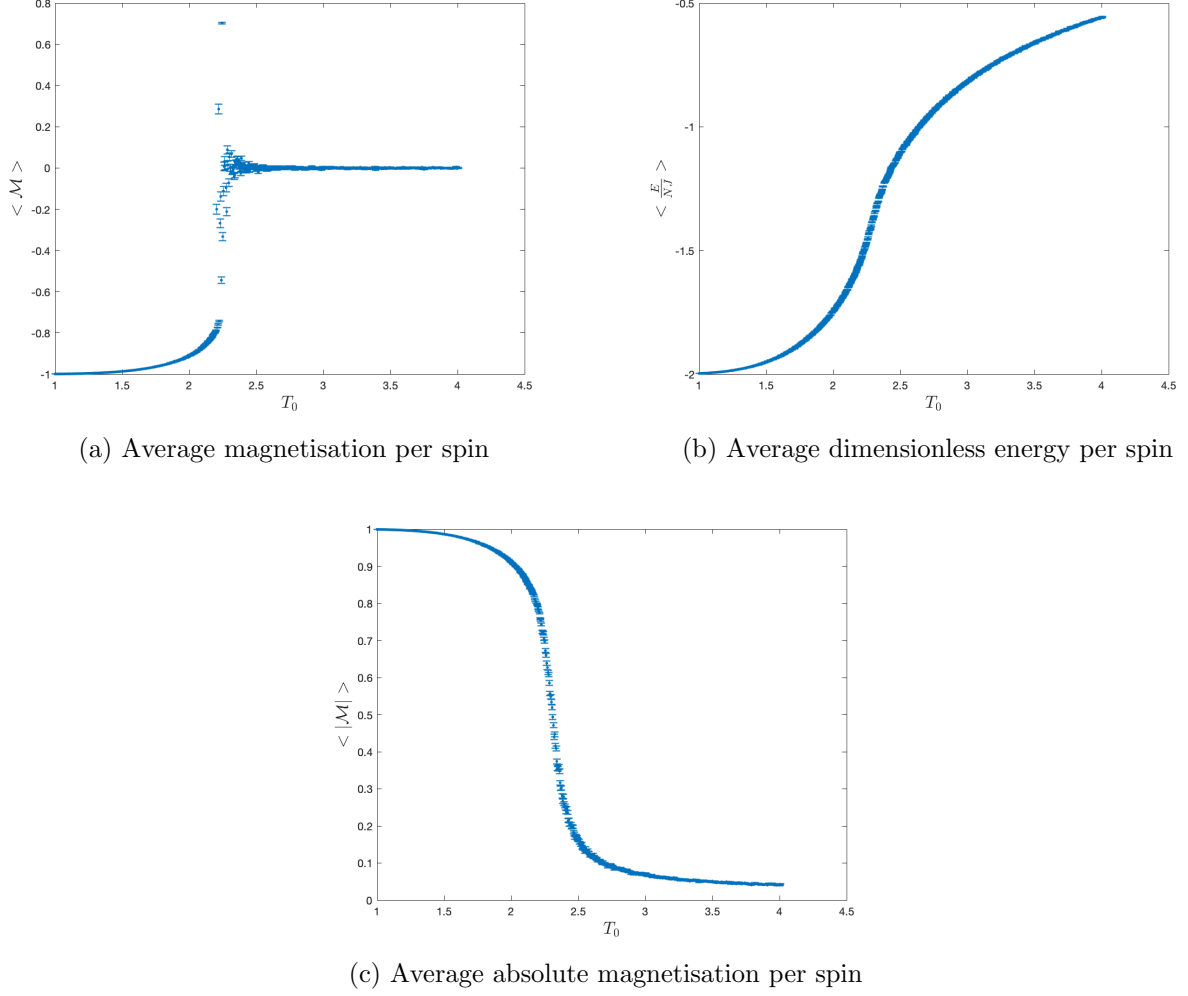 0.8
0.6
0.4
0.2
0
-0.2
-0.4
-0.6
-0.8
-1
< M >
1 1.5 2 2.5 3 3.5 4 4.5
T₀
(a) Average magnetisation per spin
-0.5
-1
-1.5
-2
< E/NJ >
1 1.5 2 2.5 3 3.5 4 4.5
T₀
(b) Average dimensionless energy per spin
1
0.9
0.8
0.7
0.6
0.5
0.4
0.3
0.2
0.1
0
< |M| >
1 1.5 2 2.5 3 3.5 4 4.5
T₀
(c) Average absolute magnetisation per spin